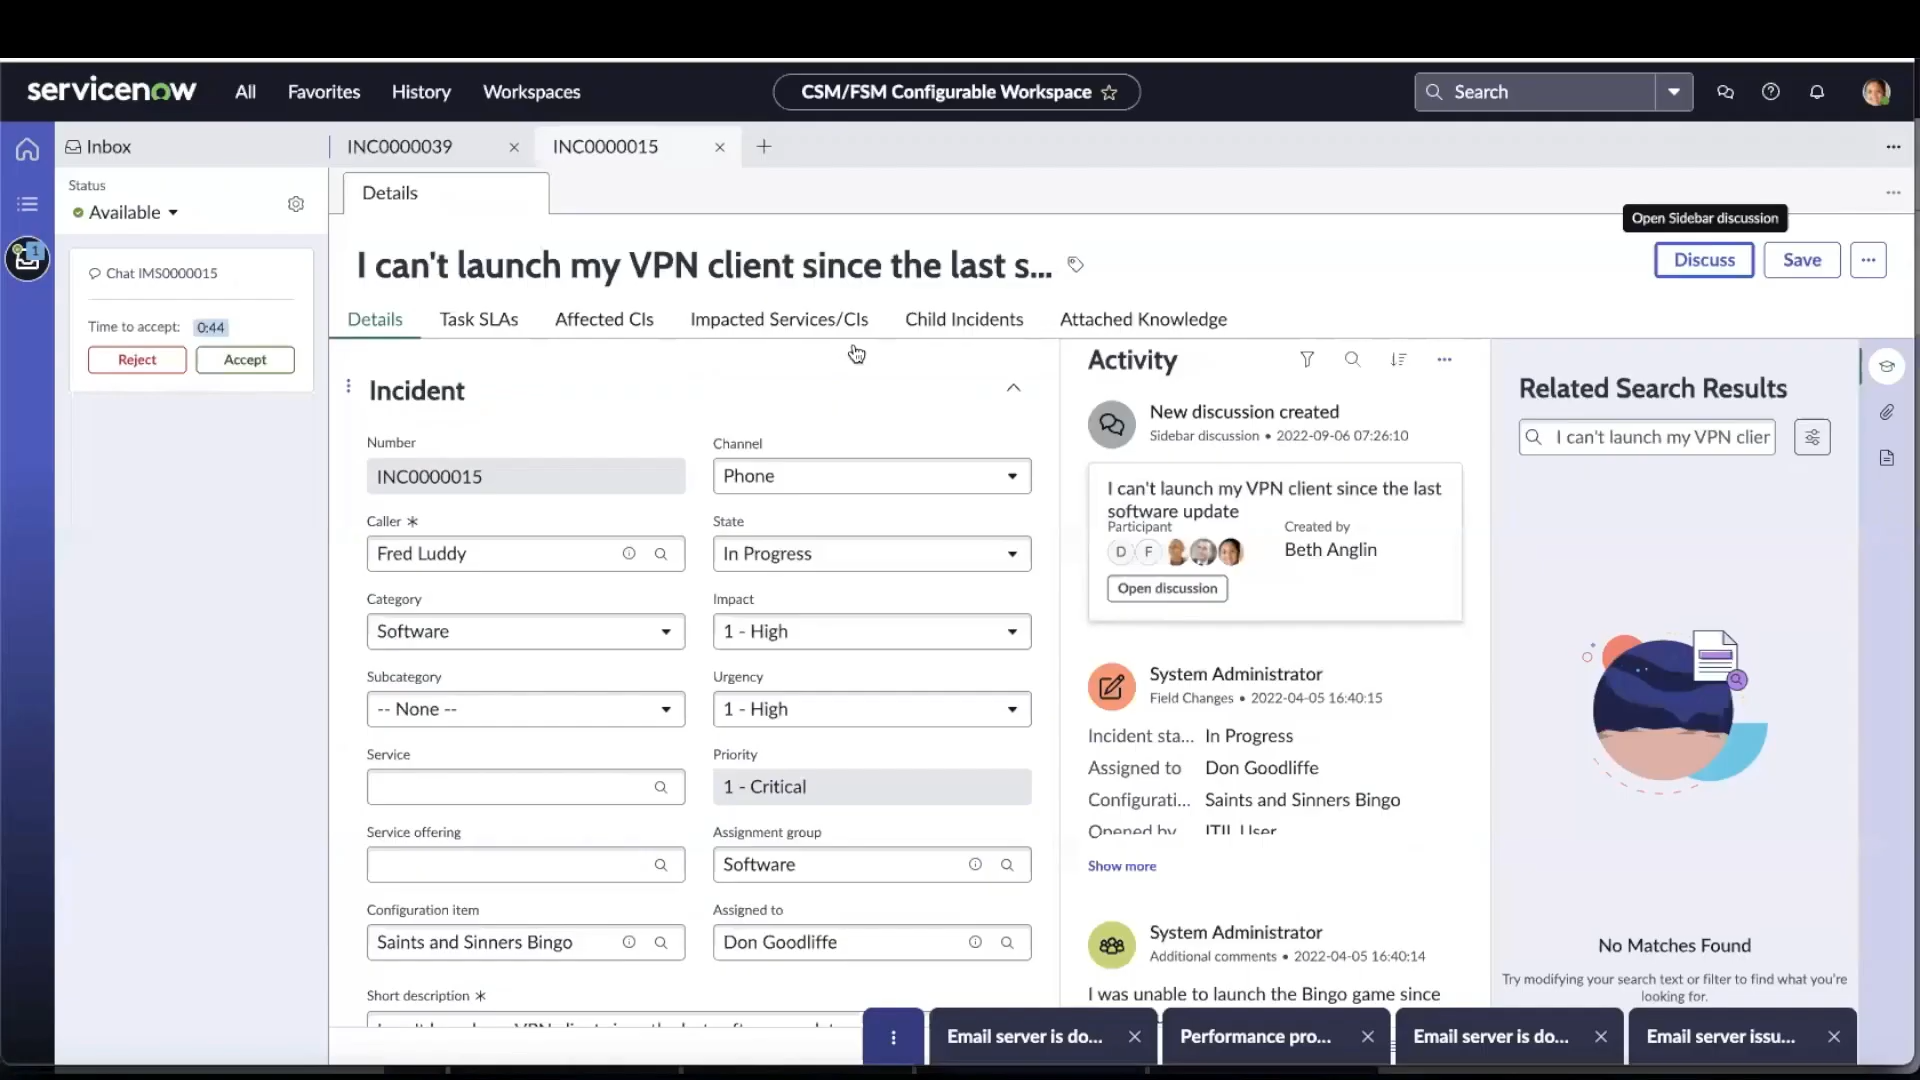 servicenow
All
Favorites
History
Workspaces
CSM/FSM Configurable Workspace
Search
Inbox
INC0000039
INC0000015
Status
Available
Details
Open Sidebar discussion
1
Chat IMS0000015
Time to accept: 0:44
Reject
Accept
I can't launch my VPN client since the last s...
Discuss
Save
Details
Task SLAs
Affected CIs
Impacted Services/CIs
Child Incidents
Attached Knowledge
Incident
Number
INC0000015
Channel
Phone
Caller
Fred Luddy
State
In Progress
Category
Software
Impact
1 - High
Subcategory
-- None --
Urgency
1 - High
Service
Priority
1 - Critical
Service offering
Assignment group
Software
Configuration item
Saints and Sinners Bingo
Assigned to
Don Goodliffe
Short description
Activity
New discussion created
Sidebar discussion • 2022-09-06 07:26:10
I can't launch my VPN client since the last
software update
Participant
D
F
Created by
Beth Anglin
Open discussion
System Administrator
Field Changes • 2022-04-05 16:40:15
Incident sta... In Progress
Assigned to Don Goodliffe
Configurati... Saints and Sinners Bingo
Opened by ITIL User
Show more
System Administrator
Additional comments • 2022-04-05 16:40:14
I was unable to launch the Bingo game since
Related Search Results
I can't launch my VPN clier
No Matches Found
Try modifying your search text or filter to find what you're
looking for.
Email server is do...
Performance pro...
Email server is do...
Email server issu...